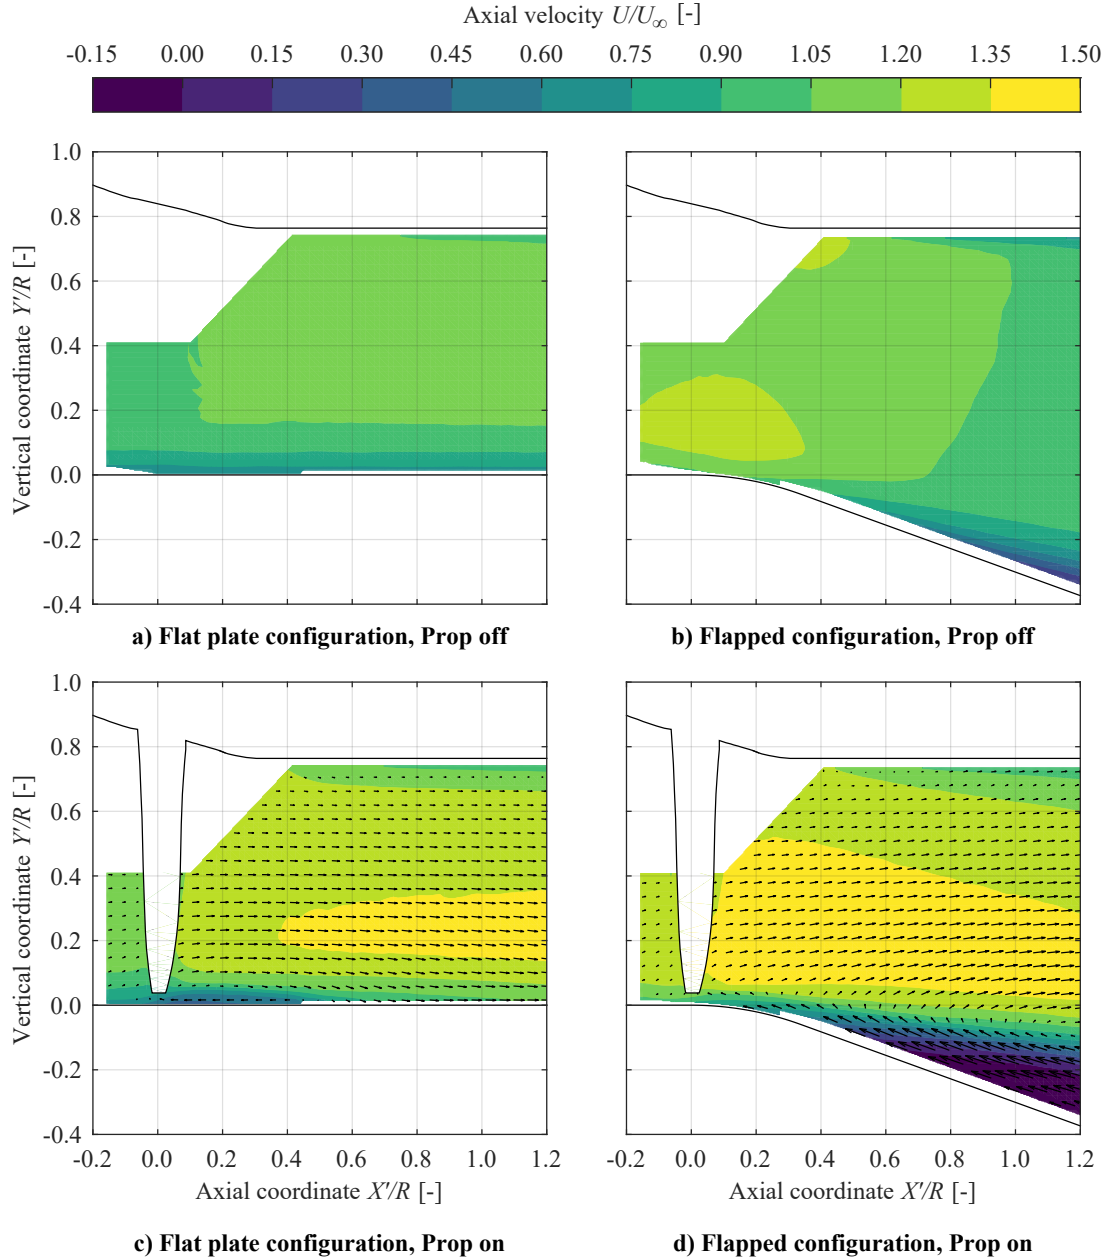 Axial velocity U/U∞ [-]
-0.15 0.00 0.15 0.30 0.45 0.60 0.75 0.90 1.05 1.20 1.35 1.50
1.0
0.8
0.6
0.4
0.2
0.0
-0.2
-0.4
Vertical coordinate Y'/R [-]
a) Flat plate configuration, Prop off
b) Flapped configuration, Prop off
1.0
0.8
0.6
0.4
0.2
0.0
-0.2
-0.4
Vertical coordinate Y'/R [-]
-0.2 0.0 0.2 0.4 0.6 0.8 1.0 1.2
-0.2 0.0 0.2 0.4 0.6 0.8 1.0 1.2
Axial coordinate X'/R [-]
Axial coordinate X'/R [-]
c) Flat plate configuration, Prop on
d) Flapped configuration, Prop on